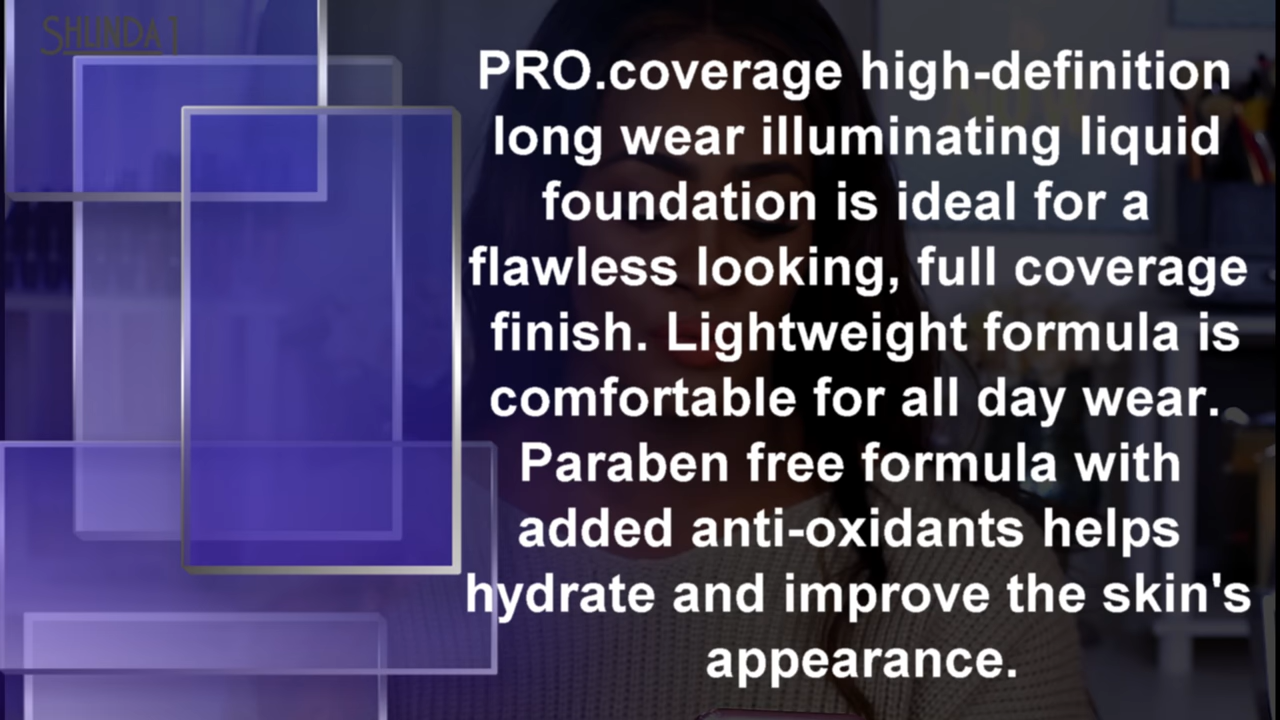 SHLINDA1
PRO.coverage high-definition
long wear illuminating liquid
foundation is ideal for a
flawless looking, full coverage
finish. Lightweight formula is
comfortable for all day wear.
Paraben free formula with
added anti-oxidants helps
hydrate and improve the skin's
appearance.